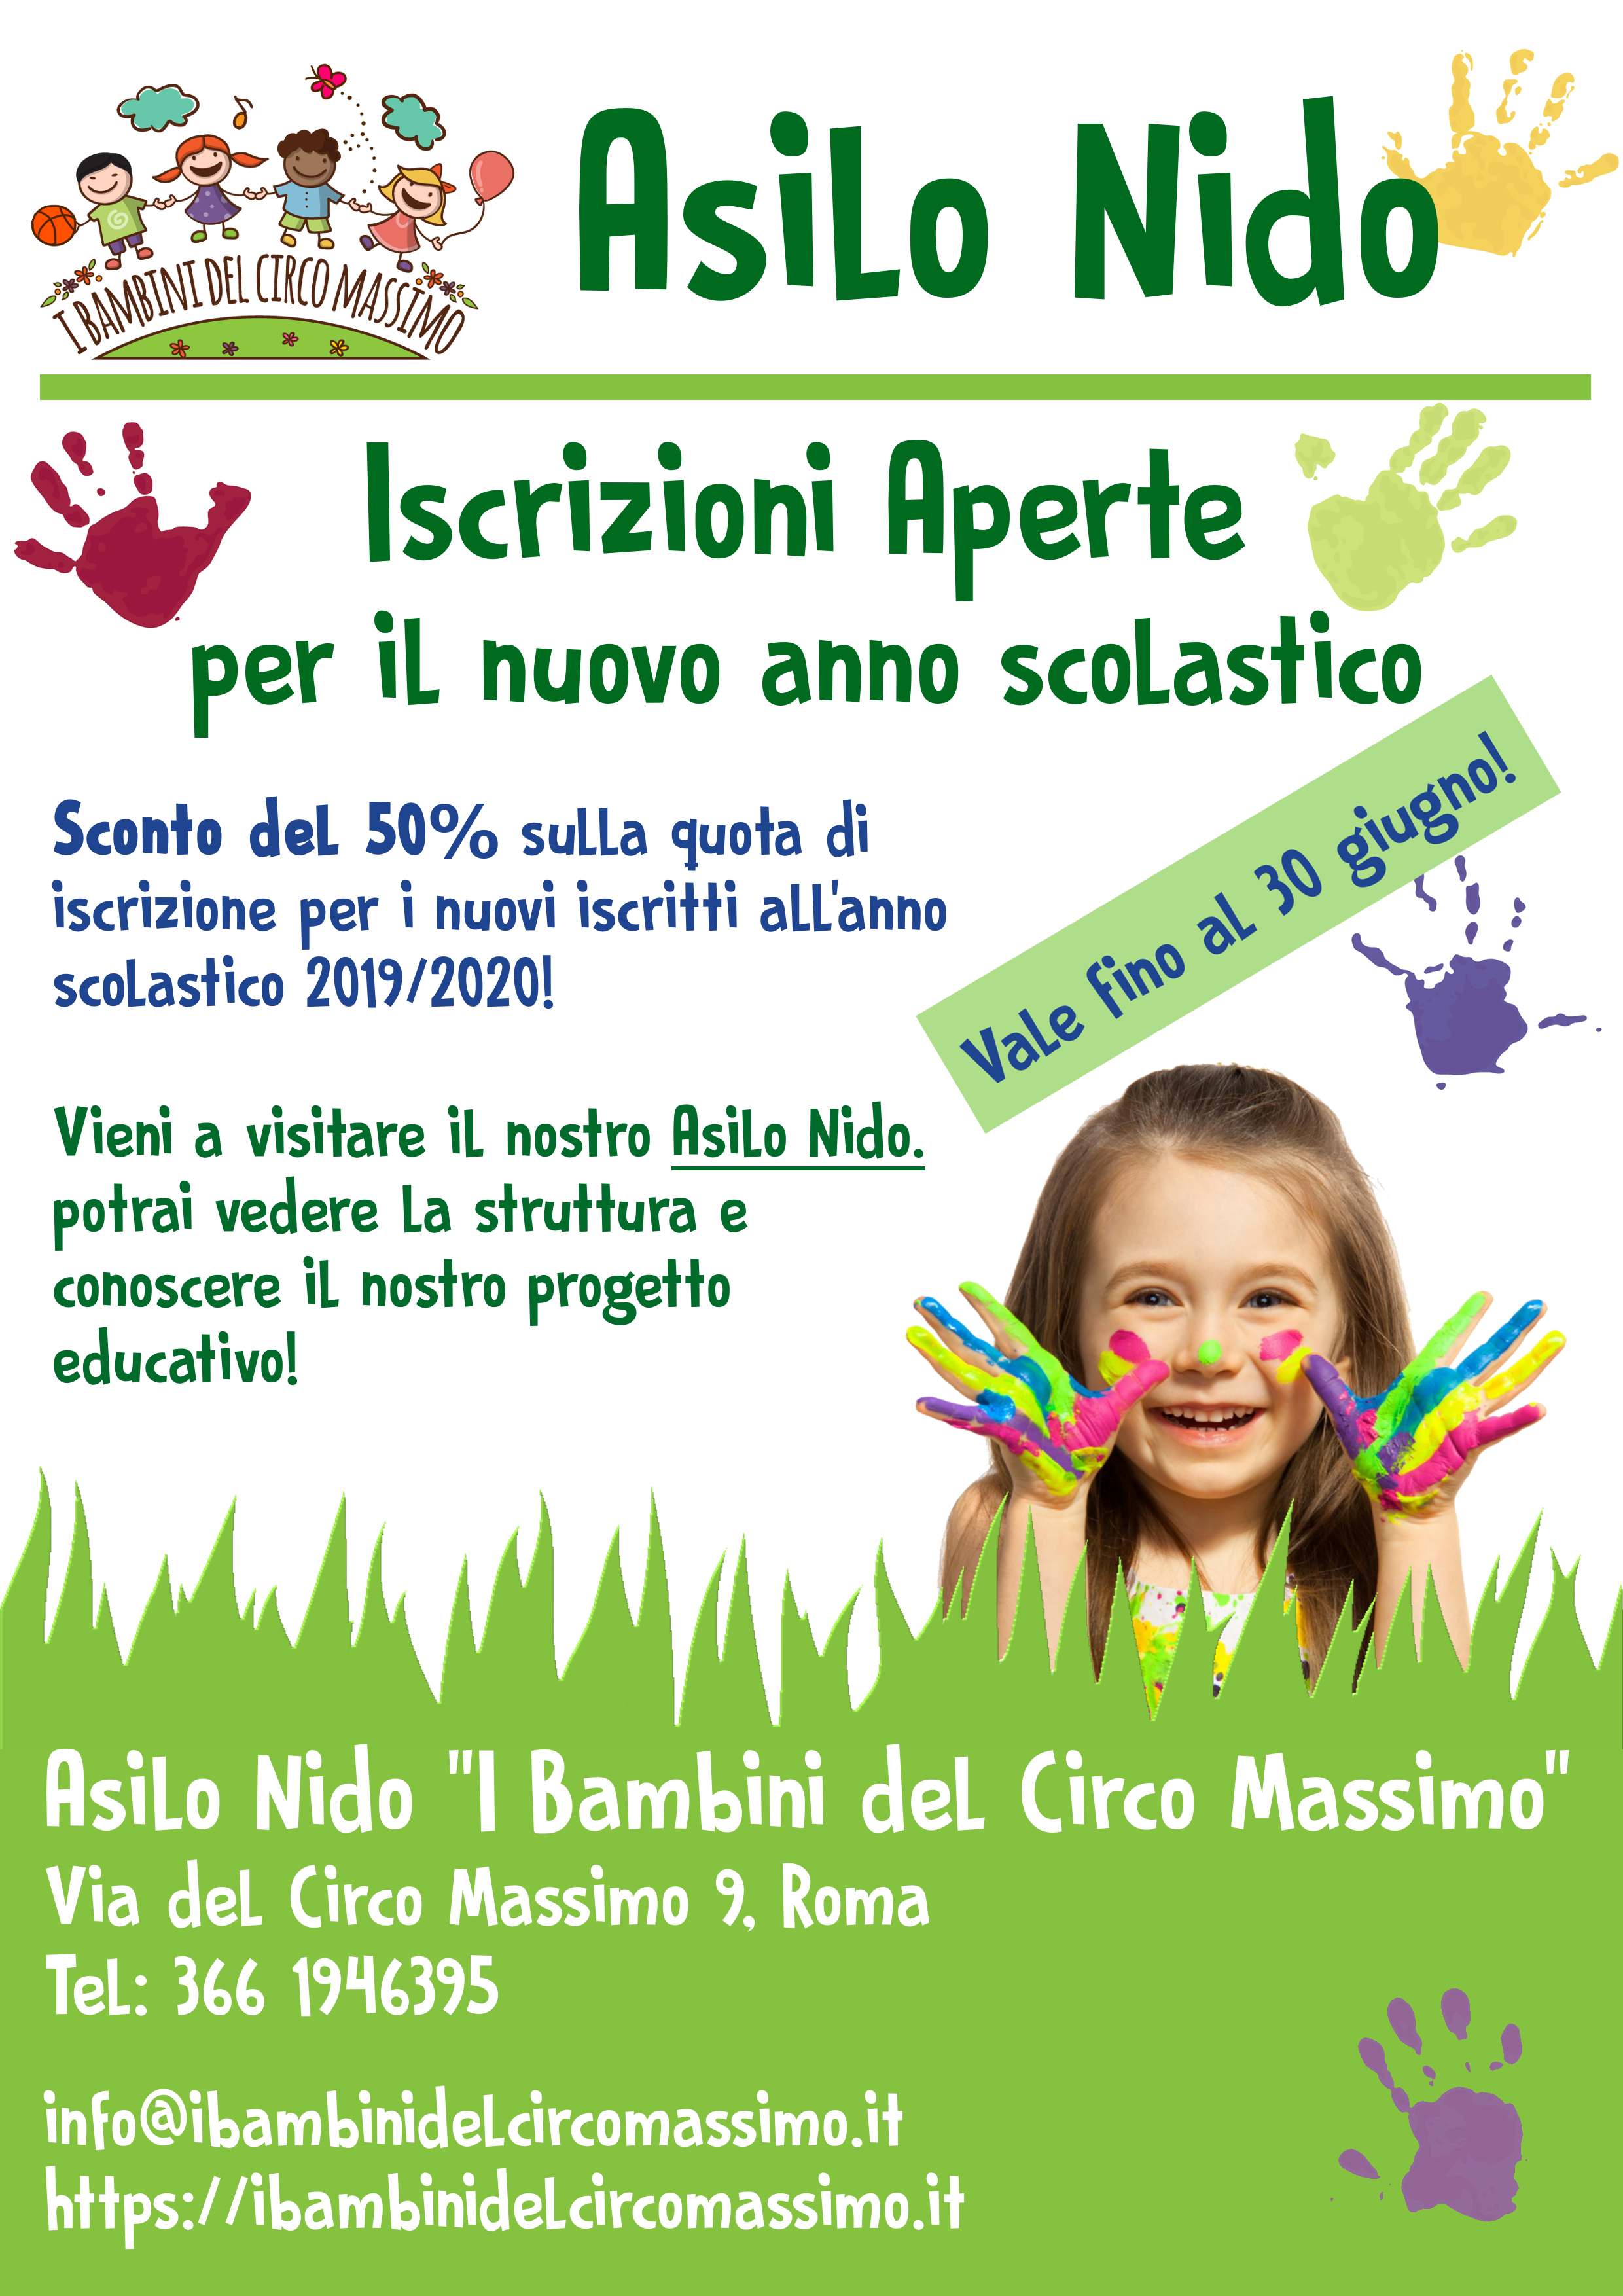 I BAMBINI DEL CIRCO MASSIMO
Asilo Nido
Iscrizioni Aperte
per il nuovo anno scolastico
Sconto del 50% sulla quota di
iscrizione per i nuovi iscritti all'anno
scolastico 2019/2020!
Vale fino al 30 giugno!
Vieni a visitare il nostro Asilo Nido.
potrai vedere la struttura e
conoscere il nostro progetto
educativo!
Asilo Nido "I Bambini del Circo Massimo"
Via del Circo Massimo 9, Roma
Tel: 366 1946395
info@ibambinidelcircomassimo.it
https://ibambinidelcircomassimo.it